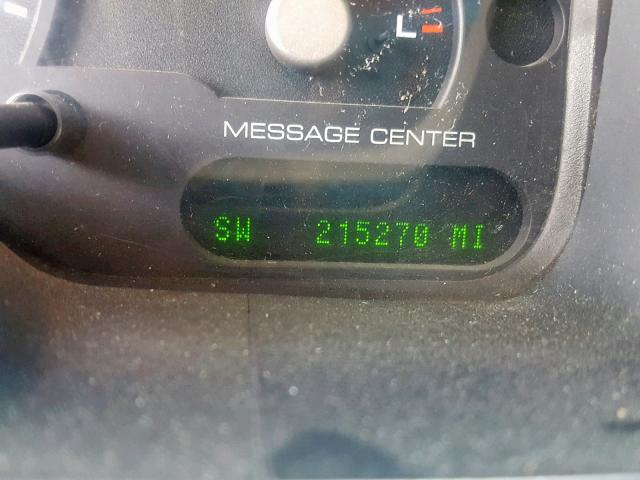 L
MESSAGE CENTER
SW 215270 MI